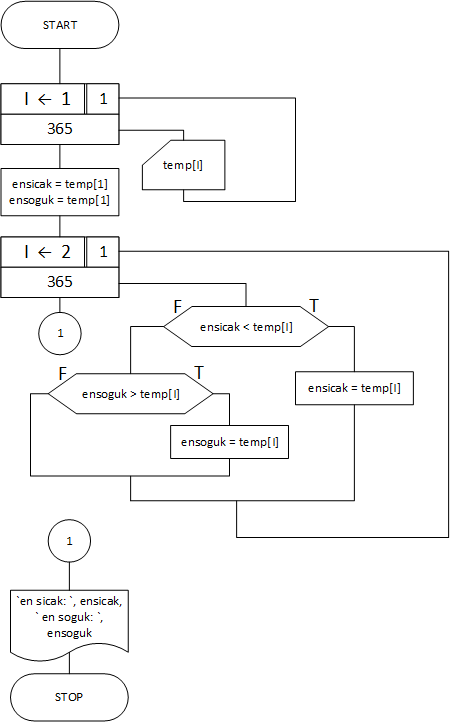 START
I ← 1 1
365
temp[I]
ensicak = temp[1]
ensoguk = temp[1]
I ← 2 1
365
1
F T
ensicak < temp[I]
F T
ensoguk > temp[I]
ensicak = temp[I]
ensoguk = temp[I]
1
`en sicak: `, ensicak,
` en soguk: `,
ensoguk
STOP